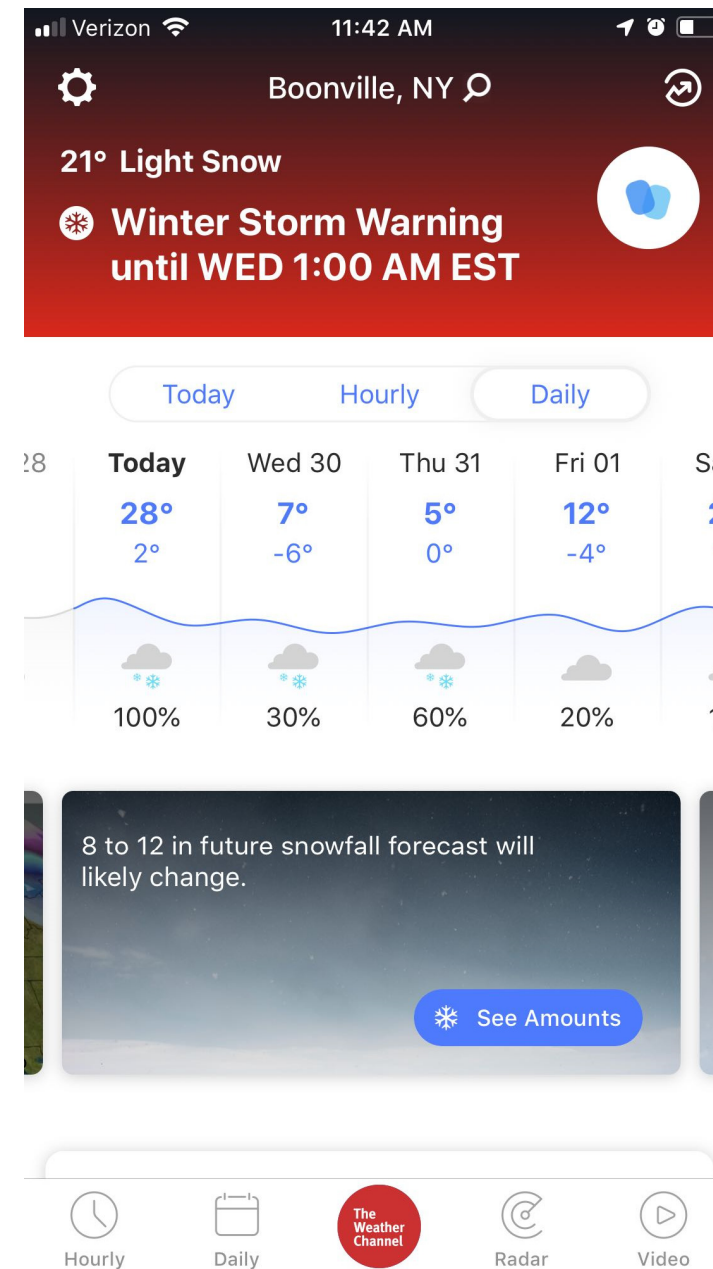 Verizon 11:42 AM
Boonville, NY
21° Light Snow
Winter Storm Warning
until WED 1:00 AM EST
Today Hourly Daily
28 Today Wed 30 Thu 31 Fri 01
28° 7° 5° 12°
2° -6° 0° -4°
100% 30% 60% 20%
8 to 12 in future snowfall forecast will
likely change.
See Amounts
The
Weather
Channel
Hourly Daily Radar Video